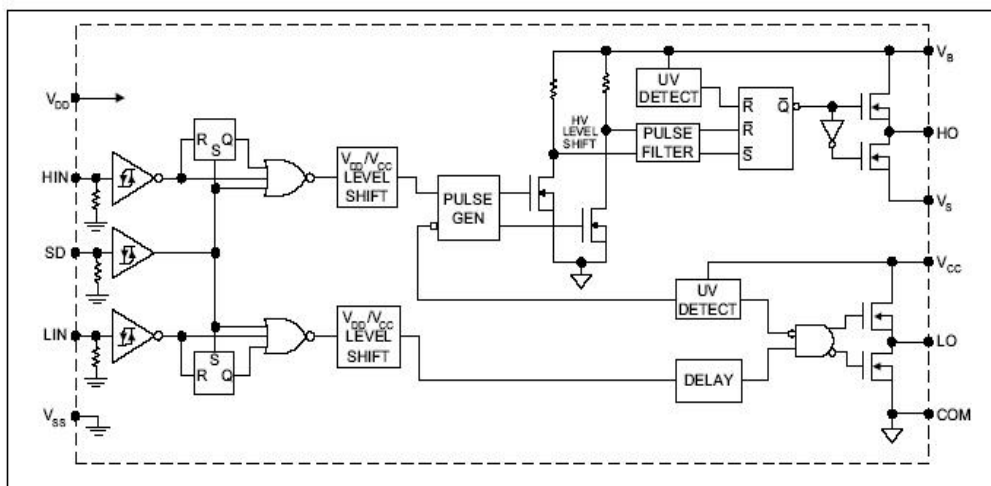 V_DD
HIN
SD
LIN
V_SS
R Q
S
V_DD/V_CC
LEVEL
SHIFT
PULSE
GEN
HV
LEVEL
SHIFT
UV
DETECT
PULSE
FILTER
R̅ Q̅
R̅
S̅
V_B
HO
V_S
S
R Q
V_DD/V_CC
LEVEL
SHIFT
UV
DETECT
DELAY
V_CC
LO
COM